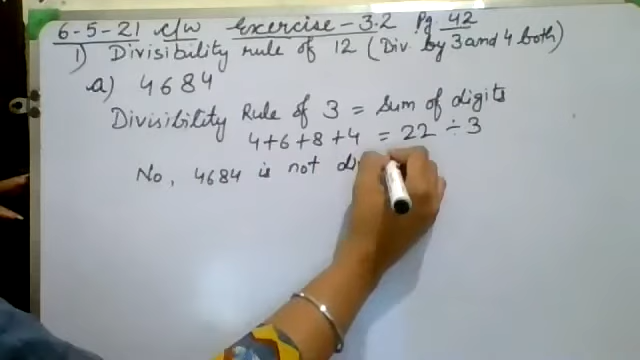 6-5-21 c/w Exercise-3.2 Pg 42
1) Divisibility rule of 12 (Div. by 3 and 4 both)
a) 4684
Divisibility Rule of 3 = Sum of digits
4+6+8+4 = 22 ÷ 3
No, 4684 is not di